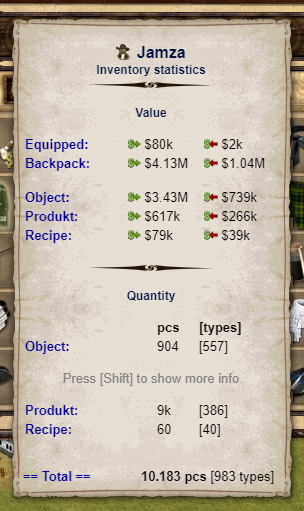 Jamza
Inventory statistics
Value
Equipped: $80k $2k
Backpack: $4.13M $1.04M
Object: $3.43M $739k
Produkt: $617k $266k
Recipe: $79k $39k
Quantity
pcs [types]
Object: 904 [557]
Press [Shift] to show more info
Produkt: 9k [386]
Recipe: 60 [40]
== Total == 10.183 pcs [983 types]